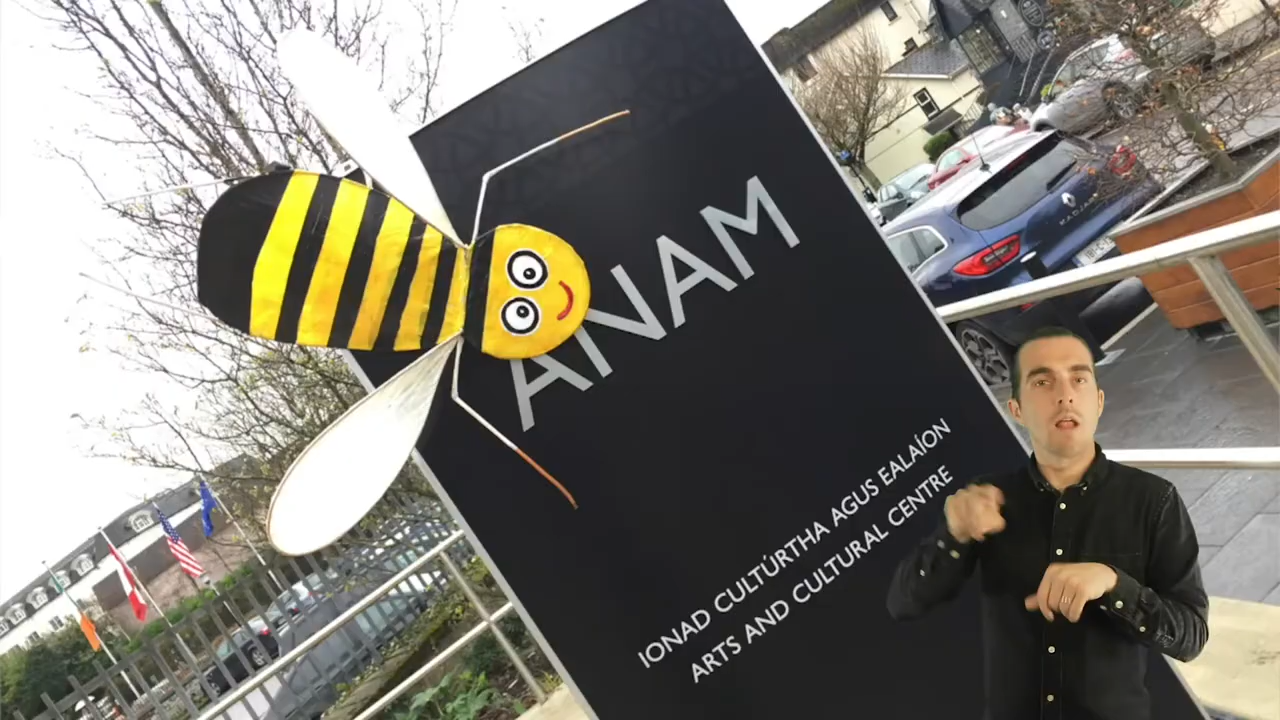 ANAM
IONAD CULTÚRTHA AGUS EALAÍON
ARTS AND CULTURAL CENTRE